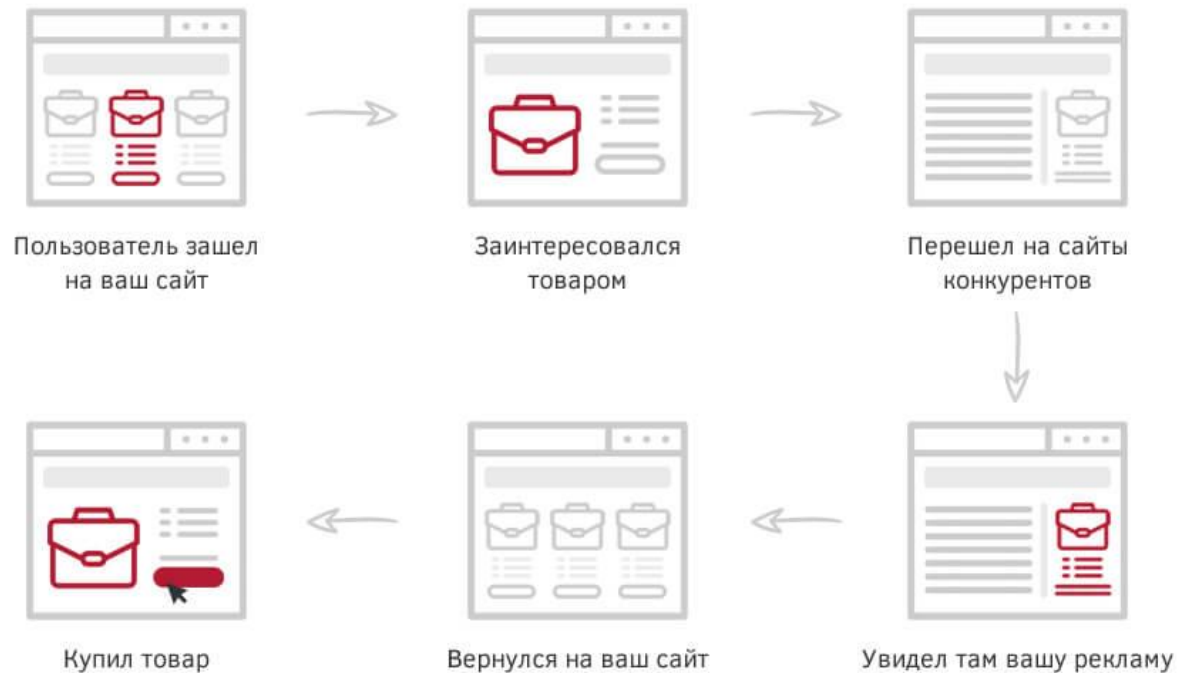 Пользователь зашел
на ваш сайт
Заинтересовался
товаром
Перешел на сайты
конкурентов
Увидел там вашу рекламу
Вернулся на ваш сайт
Купил товар